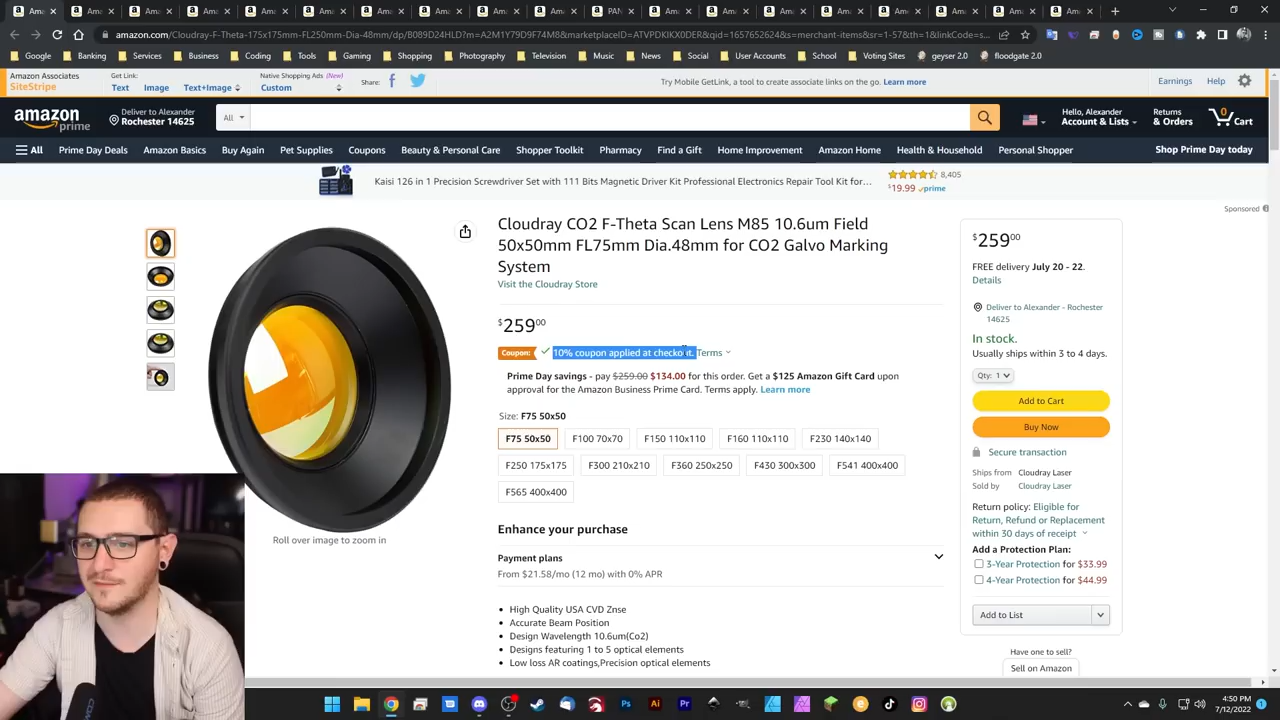 amazon.com/Cloudray-F-Theta-175x175mm-FL250mm-Dia-48mm/dp/B089D24HLD?m=A2M1Y79D9F74M8&marketplaceID=ATVPDKIKX0DER&qid=1657652624&s=merchant-items&sr=1-57&th=1&linkCode=s...
Google Banking Services Business Coding Tools Gaming Shopping Photography Television Music News Social User Accounts School Voting Sites geyser 2.0 floodgate 2.0
Amazon Associates
SiteStripe
Get Link:
Text Image Text+Image
Native Shopping Ads (New)
Custom
Share:
Try Mobile GetLink, a tool to create associate links on the go. Learn more
Earnings Help
amazon
prime
Deliver to Alexander
Rochester 14625
All
Hello, Alexander
Account & Lists
Returns
& Orders
0
Cart
All Prime Day Deals Amazon Basics Buy Again Pet Supplies Coupons Beauty & Personal Care Shopper Toolkit Pharmacy Find a Gift Home Improvement Amazon Home Health & Household Personal Shopper Shop Prime Day today
Kaisi 126 in 1 Precision Screwdriver Set with 111 Bits Magnetic Driver Kit Professional Electronics Repair Tool Kit for...
8,405
$19.99 prime
Sponsored
Cloudray CO2 F-Theta Scan Lens M85 10.6um Field
50x50mm FL75mm Dia.48mm for CO2 Galvo Marking
System
Visit the Cloudray Store
$259.00
Coupon: 10% coupon applied at checkout. Terms
Prime Day savings - pay $259.00 $134.00 for this order. Get a $125 Amazon Gift Card upon
approval for the Amazon Business Prime Card. Terms apply. Learn more
Size: F75 50x50
F75 50x50 F100 70x70 F150 110x110 F160 110x110 F230 140x140
F250 175x175 F300 210x210 F360 250x250 F430 300x300 F541 400x400
F565 400x400
Roll over image to zoom in
Enhance your purchase
Payment plans
From $21.58/mo (12 mo) with 0% APR
• High Quality USA CVD Znse
• Accurate Beam Position
• Design Wavelength 10.6um(Co2)
• Designs featuring 1 to 5 optical elements
• Low loss AR coatings,Precision optical elements
$259.00
FREE delivery July 20 - 22.
Details
Deliver to Alexander - Rochester
14625
In stock.
Usually ships within 3 to 4 days.
Qty: 1
Add to Cart
Buy Now
Secure transaction
Ships from Cloudray Laser
Sold by Cloudray Laser
Return policy: Eligible for
Return, Refund or Replacement
within 30 days of receipt
Add a Protection Plan:
3-Year Protection for $33.99
4-Year Protection for $44.99
Add to List
Have one to sell?
Sell on Amazon
4:50 PM
7/12/2022